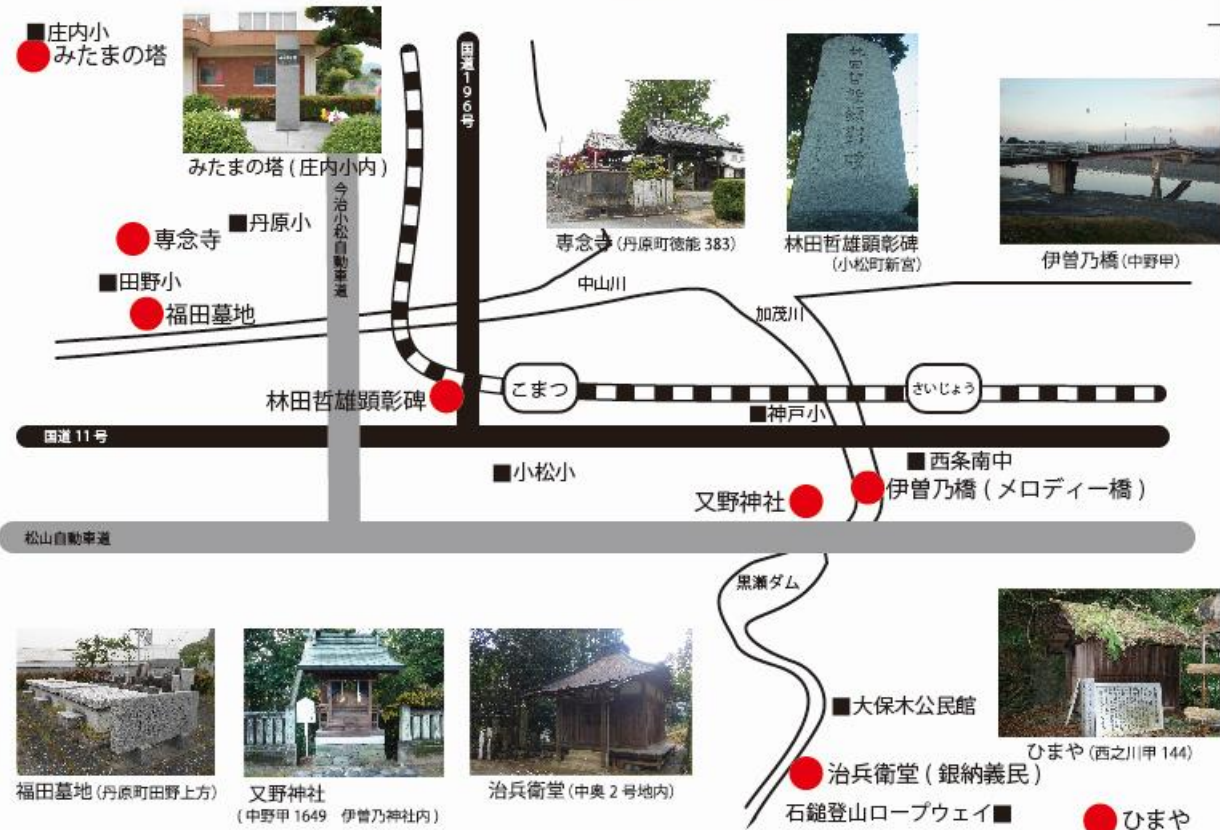 ■庄内小
みたまの塔
みたまの塔 ( 庄内小内 )
国道196号
今治小松自動車道
専念寺 (丹原町徳能 383)
林田哲雄顕彰碑
林田哲雄顕彰碑
(小松町新宮)
伊曽乃橋 (中野甲)
■丹原小
専念寺
■田野小
福田墓地
中山川
加茂川
林田哲雄顕彰碑
こまつ
さいじょう
■神戸小
国道 11 号
■小松小
■西条南中
又野神社
伊曽乃橋 ( メロディー橋 )
松山自動車道
黒瀬ダム
福田墓地 (丹原町田野上方)
又野神社
( 中野甲 1649　伊曽乃神社内 )
治兵衛堂 (中奥 2 号地内)
■大保木公民館
ひまや (西之川甲 144)
治兵衛堂 ( 銀納義民 )
石鎚登山ロープウェイ■
ひまや